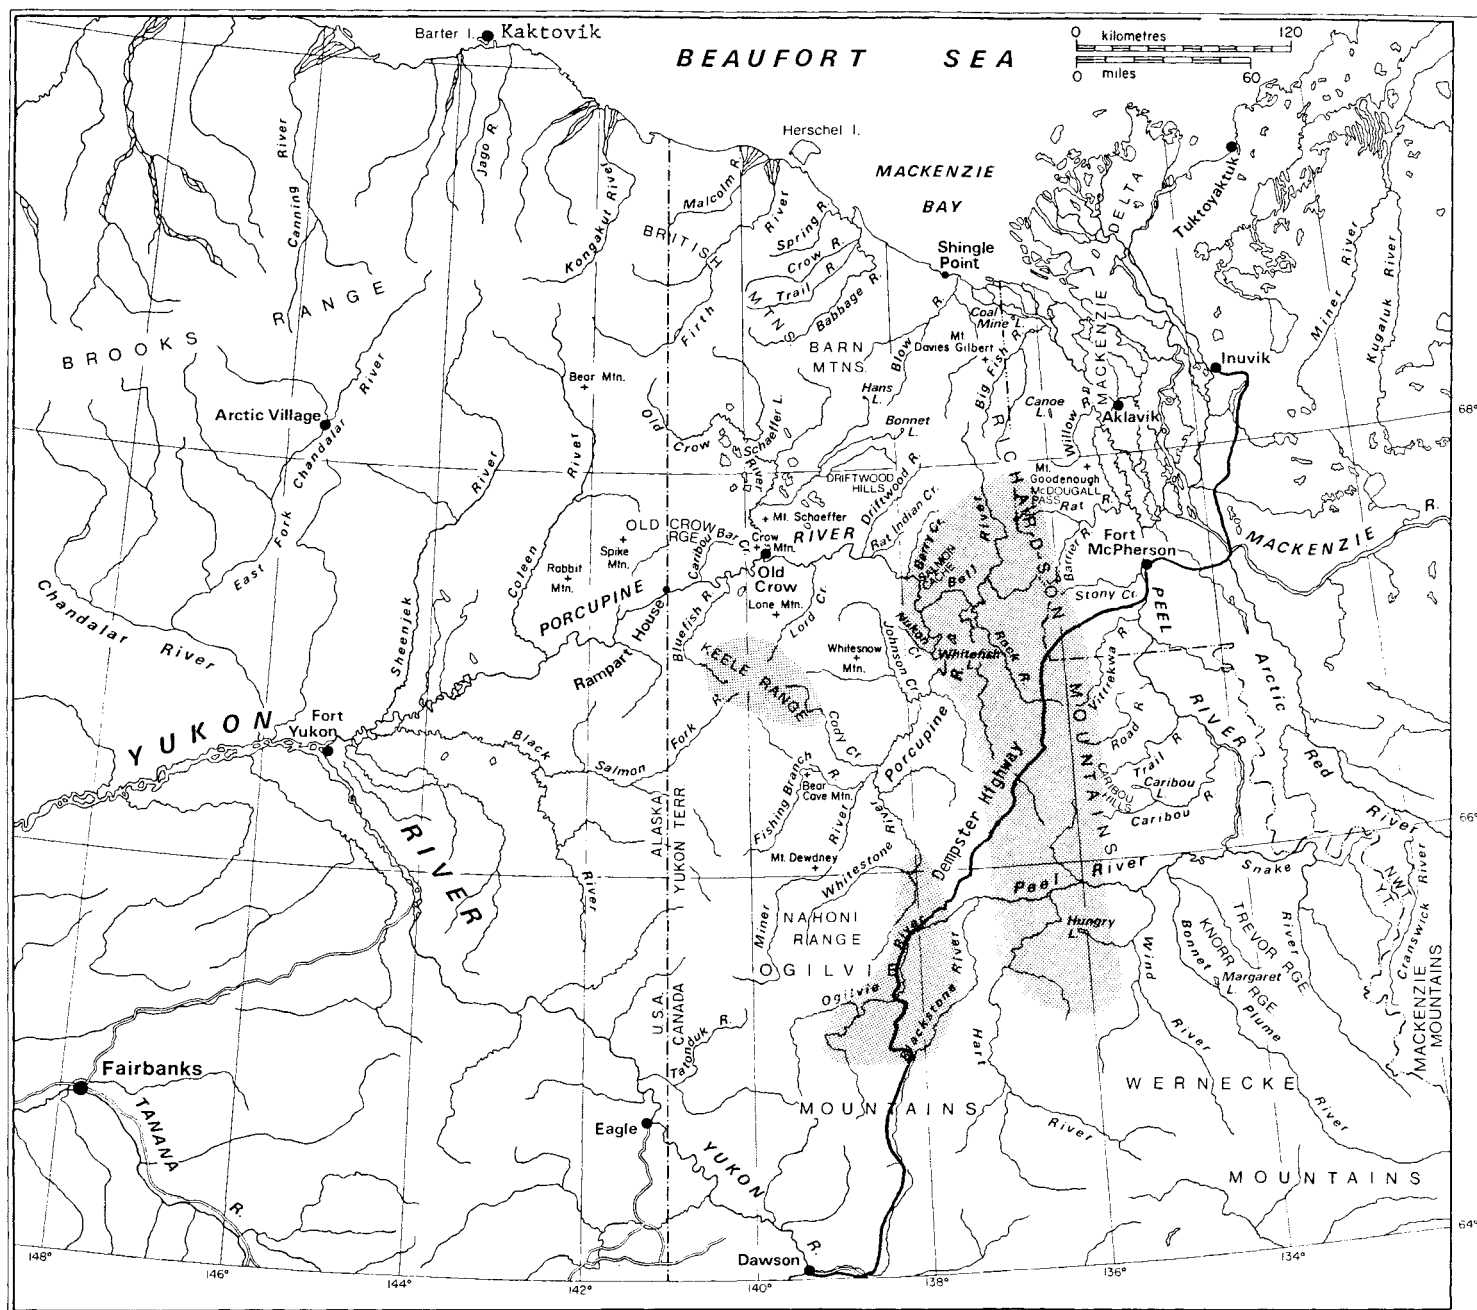 Barter I.
Kaktovik
BEAUFORT SEA
0 kilometres 120
0 miles 60
Herschel I.
MACKENZIE
BAY
Canning River
Jago R.
Kongakut River
Malcolm R.
BRITISH
MTNS
Firth
River
Spring R.
Crow R.
Trail R.
Babbage R.
Shingle
Point
DELTA
MACKENZIE
Tuktoyaktuk
Miner River
Kugaluk River
BROOKS RANGE
BARN
MTNS.
Blow R.
Coal
Mine L.
Mt
Davies Gilbert
Big Fish R.
Inuvik
Bear Mtn.
Hans
L.
Bonnet
L.
Canoe
L.
Willow R.
Aklavik
68°
Arctic Village
East Fork Chandalar River
Old
Crow
River
Schaeffer L.
DRIFTWOOD
HILLS
Driftwood R.
Mt.
Goodenough
McDOUGALL
PASS
Rat R.
RICHARDSON
MOUNTAINS
Mt. Schaeffer
OLD CROW
RGE
Spike
Mtn.
Rabbit
Mtn.
Caribou Bar Cr.
Crow
Mtn.
Old
Crow
Lone Mtn.
PORCUPINE RIVER
Rat Indian Cr.
Berry Cr.
SALMON
CACHE
Bell River
Barrier R.
Fort
McPherson
Stony Cr.
MACKENZIE R.
Chandalar River
Sheenjek River
Coleen River
Rampart House
Bluefish R.
Lord Cr.
KEELE RANGE
Whitesnow
Mtn.
Johnson Cr.
Nukon Cr.
Whitefish
L.
Rock R.
Vittrekwa R
PEEL RIVER
Arctic Red River
YUKON RIVER
Fort
Yukon
Black River
Salmon Fork R.
Cody Cr
Porcupine R.
Fishing Branch R.
Bear
Cave Mtn.
Road R
Trail R
CARIBOU
HILLS
Caribou
L.
Caribou R
66°
ALASKA
YUKON TERR
Mt. Dewdney
Miner River
Whitestone River
Dempster Highway
Peel River
Snake River
NWT
YT
Cranswick River
MACKENZIE
MOUNTAINS
NAHONI
RANGE
OGILVIE
MOUNTAINS
Ogilvie River
Blackstone River
Hungry
L.
Wind River
Bonnet Plume River
KNORR
RGE
TREVOR RGE
Margaret
L.
U.S.A.
CANADA
Tatonduk R.
Hart River
WERNECKE
MOUNTAINS
Fairbanks
TANANA R.
Eagle
YUKON R.
Dawson
64°
148°
146°
144°
142°
140°
138°
136°
134°